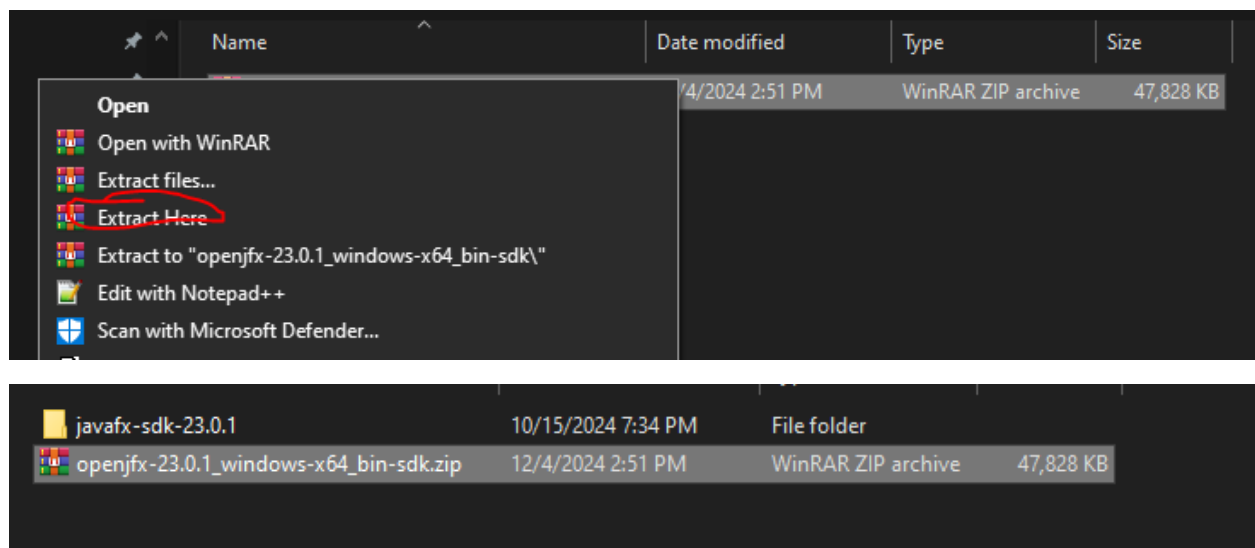 Name Date modified Type Size
Open
/4/2024 2:51 PM WinRAR ZIP archive 47,828 KB
Open with WinRAR
Extract files...
Extract Here
Extract to "openjfx-23.0.1_windows-x64_bin-sdk\"
Edit with Notepad++
Scan with Microsoft Defender...
javafx-sdk-23.0.1 10/15/2024 7:34 PM File folder
openjfx-23.0.1_windows-x64_bin-sdk.zip 12/4/2024 2:51 PM WinRAR ZIP archive 47,828 KB